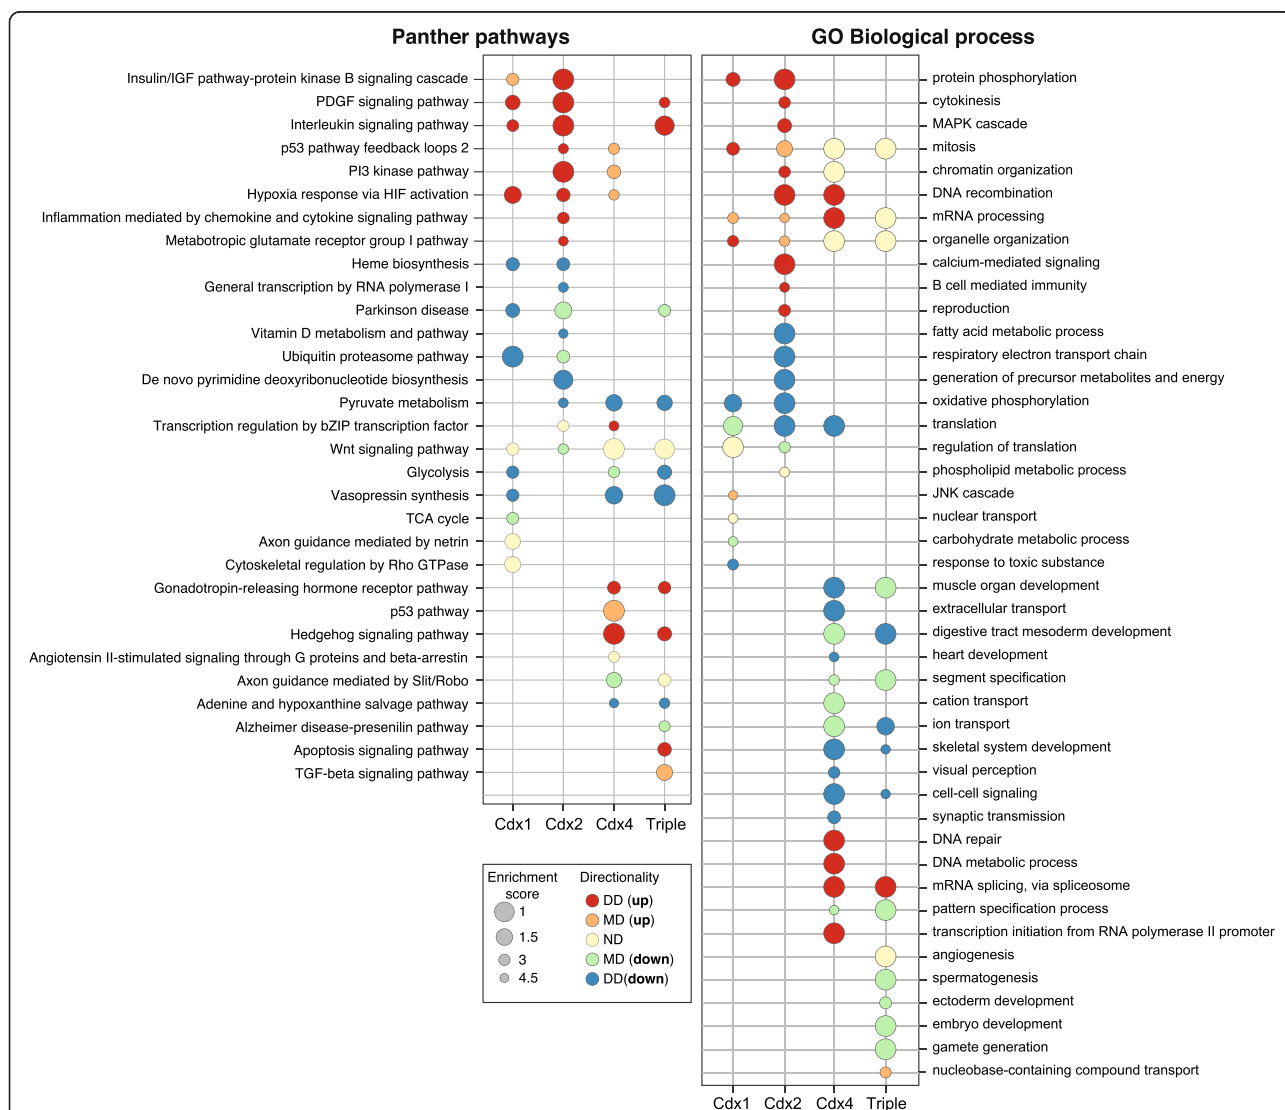 Panther pathways
Insulin/IGF pathway-protein kinase B signaling cascade
PDGF signaling pathway
Interleukin signaling pathway
p53 pathway feedback loops 2
PI3 kinase pathway
Hypoxia response via HIF activation
Inflammation mediated by chemokine and cytokine signaling pathway
Metabotropic glutamate receptor group I pathway
Heme biosynthesis
General transcription by RNA polymerase I
Parkinson disease
Vitamin D metabolism and pathway
Ubiquitin proteasome pathway
De novo pyrimidine deoxyribonucleotide biosynthesis
Pyruvate metabolism
Transcription regulation by bZIP transcription factor
Wnt signaling pathway
Glycolysis
Vasopressin synthesis
TCA cycle
Axon guidance mediated by netrin
Cytoskeletal regulation by Rho GTPase
Gonadotropin-releasing hormone receptor pathway
p53 pathway
Hedgehog signaling pathway
Angiotensin II-stimulated signaling through G proteins and beta-arrestin
Axon guidance mediated by Slit/Robo
Adenine and hypoxanthine salvage pathway
Alzheimer disease-presenilin pathway
Apoptosis signaling pathway
TGF-beta signaling pathway
Cdx1 Cdx2 Cdx4 Triple
Enrichment
score
1
1.5
3
4.5
Directionality
DD (up)
MD (up)
ND
MD (down)
DD(down)
GO Biological process
protein phosphorylation
cytokinesis
MAPK cascade
mitosis
chromatin organization
DNA recombination
mRNA processing
organelle organization
calcium-mediated signaling
B cell mediated immunity
reproduction
fatty acid metabolic process
respiratory electron transport chain
generation of precursor metabolites and energy
oxidative phosphorylation
translation
regulation of translation
phospholipid metabolic process
JNK cascade
nuclear transport
carbohydrate metabolic process
response to toxic substance
muscle organ development
extracellular transport
digestive tract mesoderm development
heart development
segment specification
cation transport
ion transport
skeletal system development
visual perception
cell-cell signaling
synaptic transmission
DNA repair
DNA metabolic process
mRNA splicing, via spliceosome
pattern specification process
transcription initiation from RNA polymerase II promoter
angiogenesis
spermatogenesis
ectoderm development
embryo development
gamete generation
nucleobase-containing compound transport
Cdx1 Cdx2 Cdx4 Triple